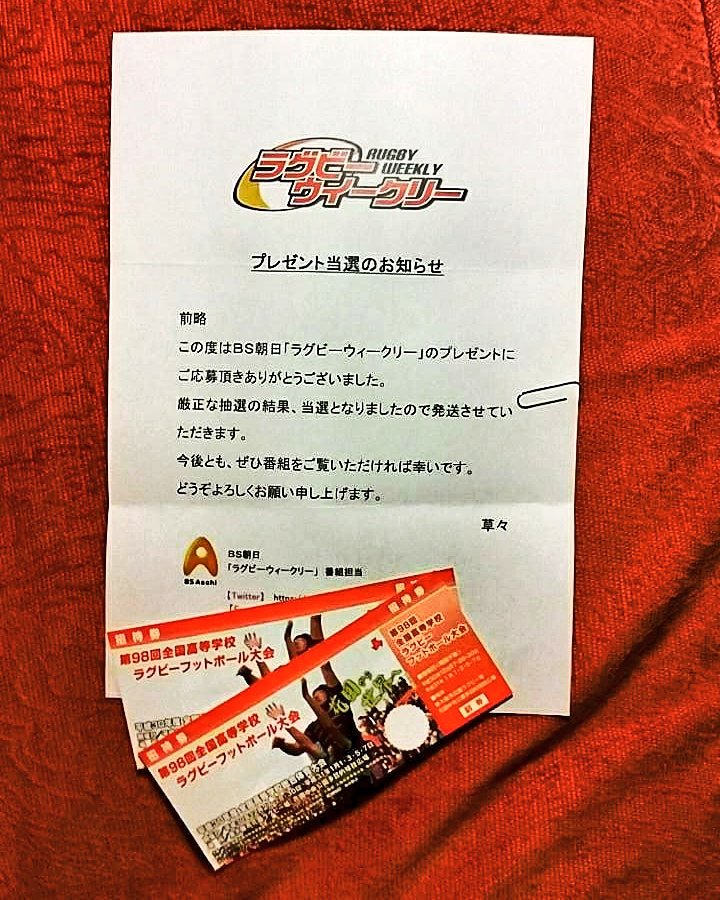 ラグビー RUGBY WEEKLY
ウィークリー
プレゼント当選のお知らせ
前略
この度はBS朝日「ラグビーウィークリー」のプレゼントに
ご応募頂きありがとうございました。
厳正な抽選の結果、当選となりましたので発送させてい
ただきます。
今後とも、ぜひ番組をご覧いただければ幸いです。
どうぞよろしくお願い申し上げます。
草々
BS朝日
「ラグビーウィークリー」 番組担当
BS Asahi
【Twitter】
招待券
第98回全国高等学校
ラグビーフットボール大会
招待券
第98回全国高等学校
ラグビーフットボール大会
招待券
第98回
全国高等学校
ラグビー
フットボール大会